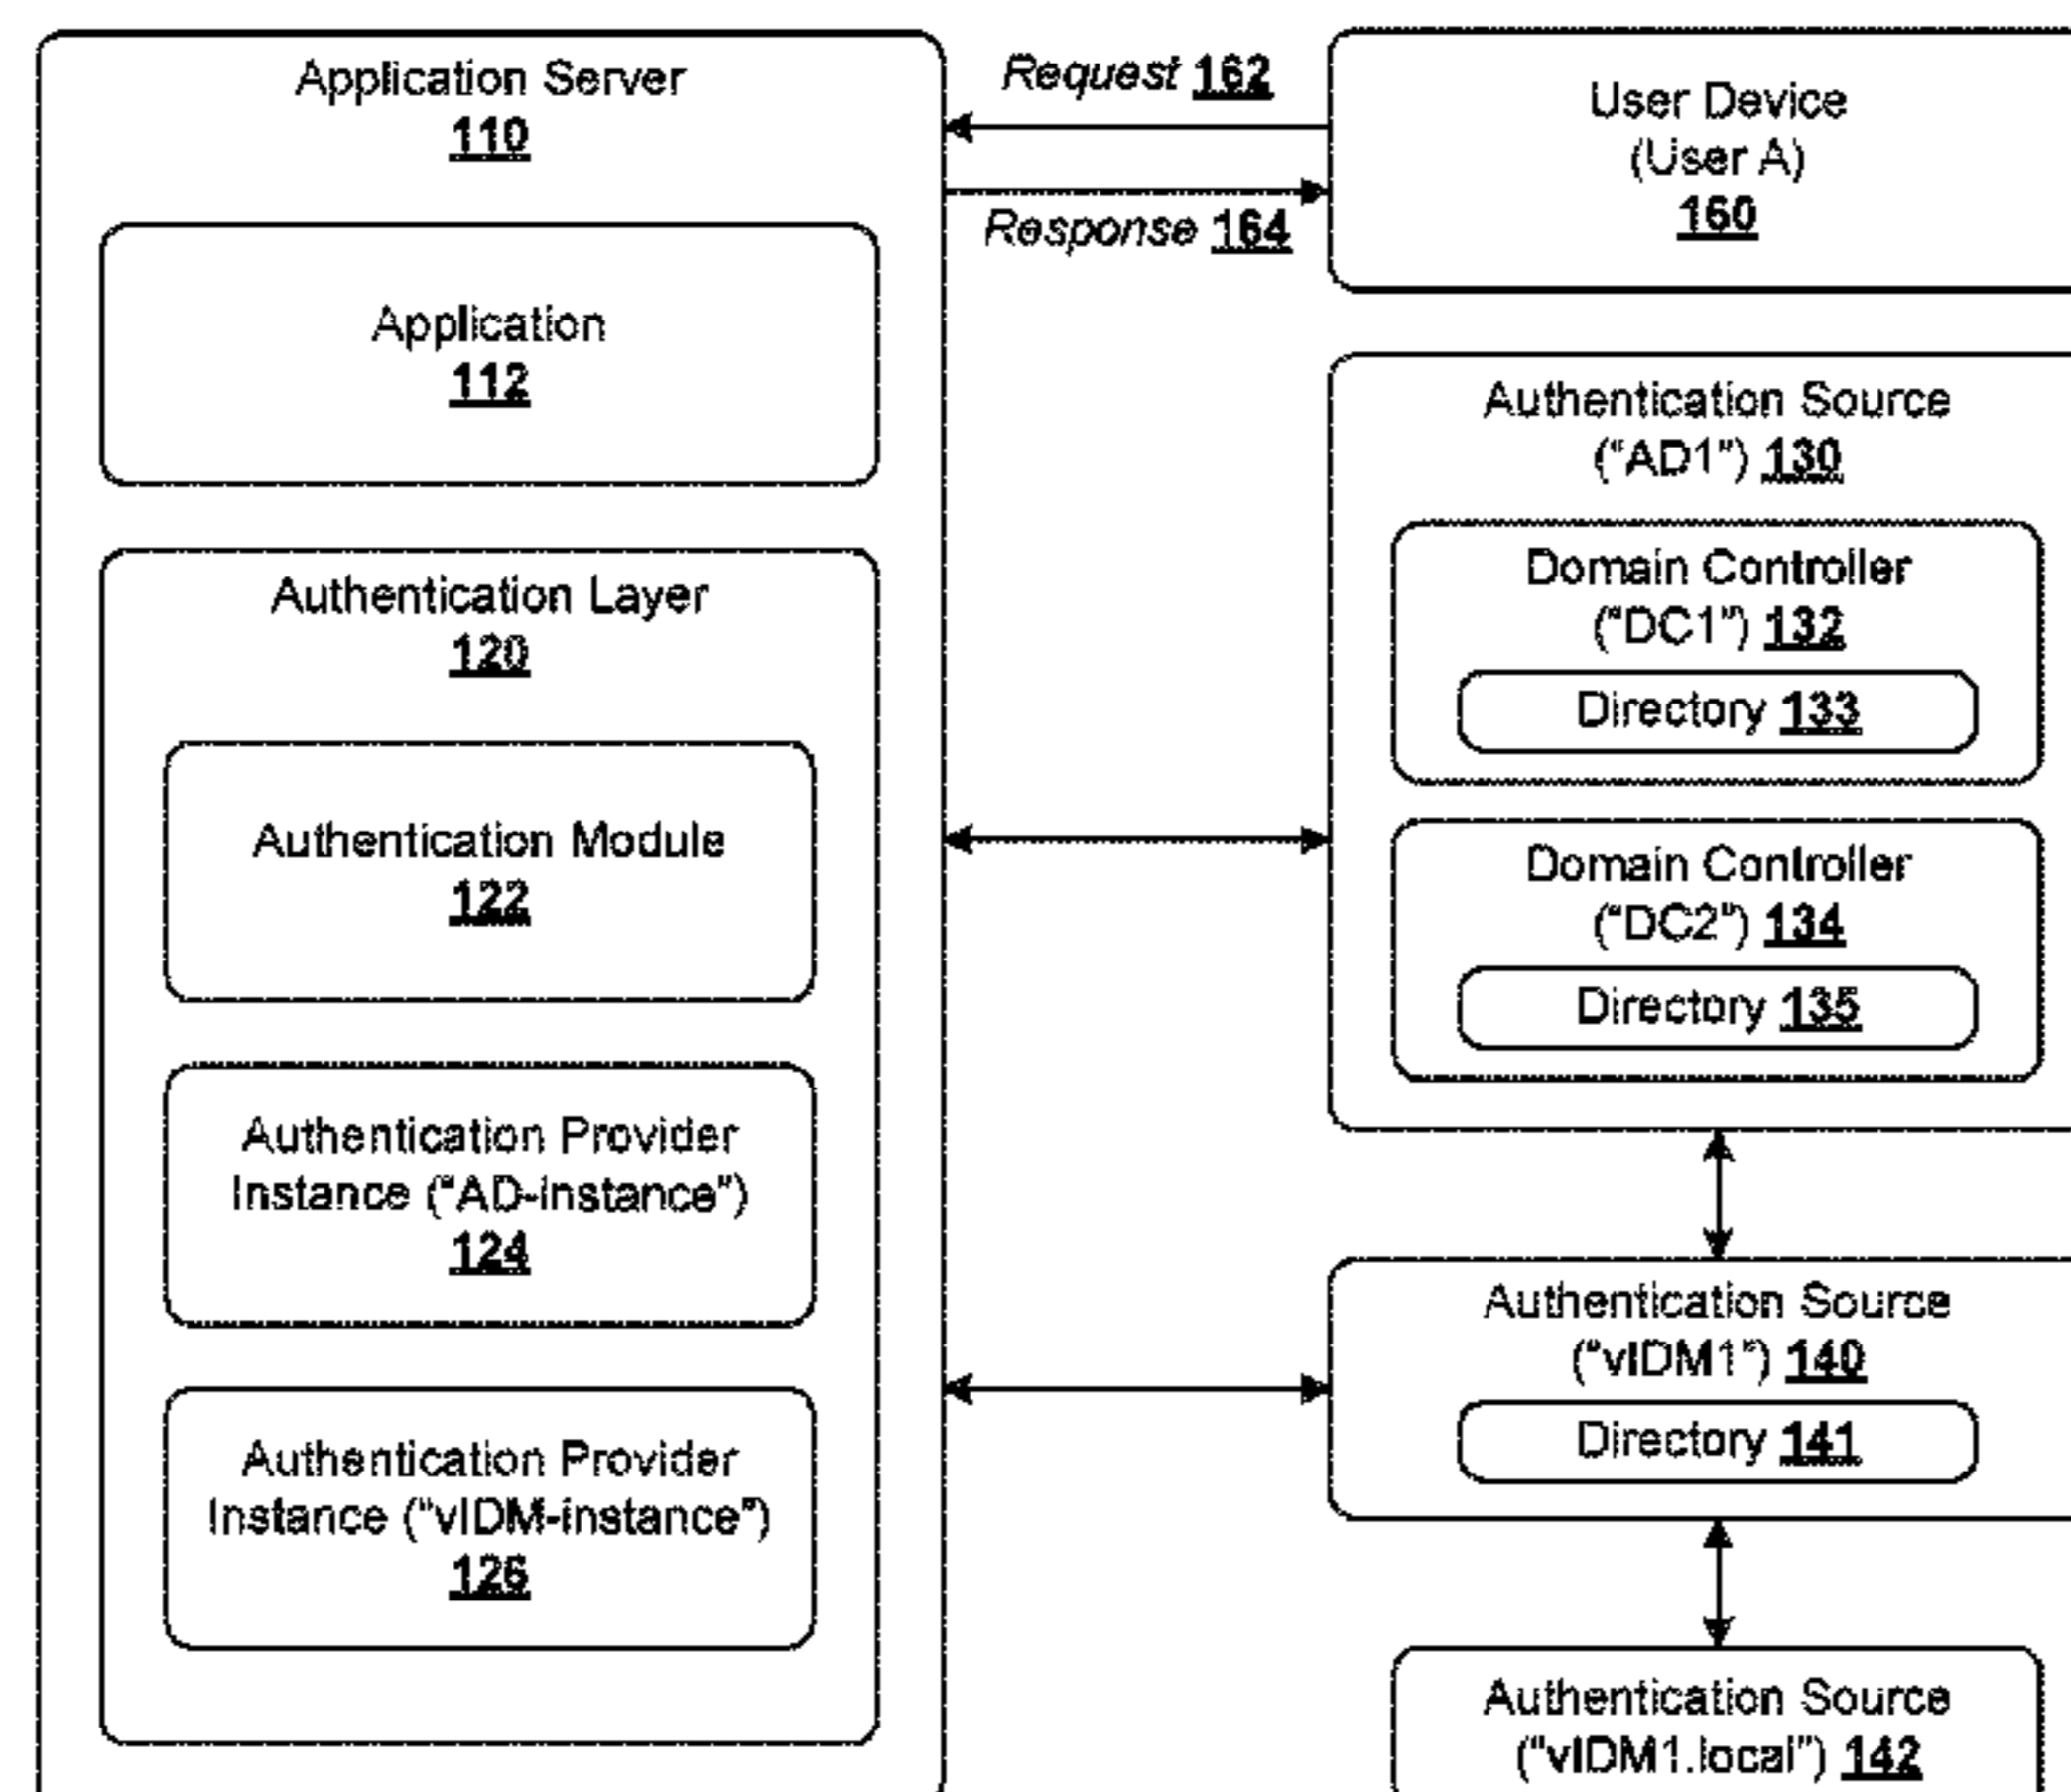 Application Server
110
Application
112
Authentication Layer
120
Authentication Module
122
Authentication Provider
Instance ("AD-instance")
124
Authentication Provider
Instance ("vIDM-instance")
126
Request 162
Response 164
User Device
(User A)
160
Authentication Source
("AD1") 130
Domain Controller
("DC1") 132
Directory 133
Domain Controller
("DC2") 134
Directory 135
Authentication Source
("vIDM1") 140
Directory 141
Authentication Source
("vIDM1.local") 142